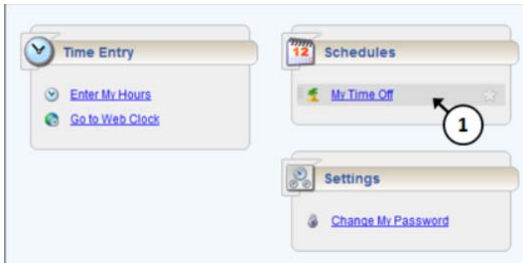 Time Entry
Enter My Hours
Go to Web Clock
12
Schedules
My Time Off
1
Settings
Change My Password